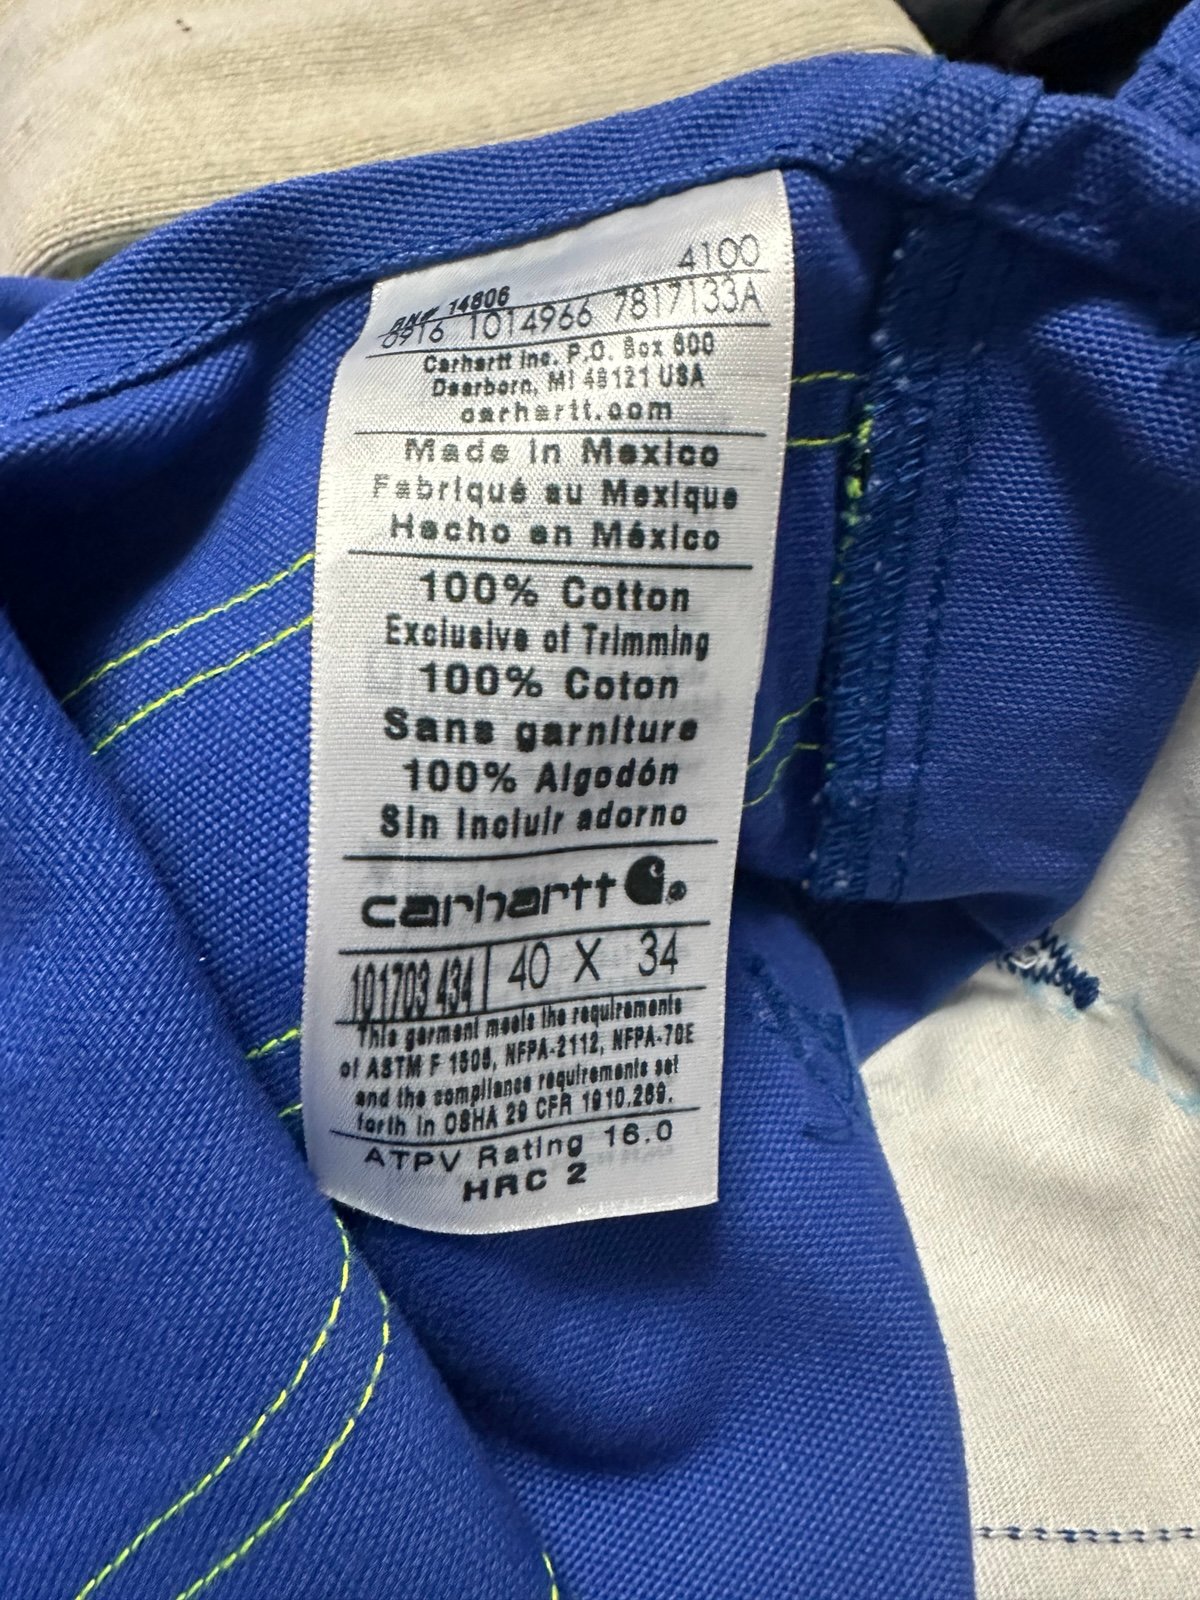 4100
RN# 14806
0916 1014966 7817133A
Carhartt Inc. P.O. Box 600
Dearborn, MI 48121 USA
carhartt.com
Made in Mexico
Fabriqué au Mexique
Hecho en México
100% Cotton
Exclusive of Trimming
100% Coton
Sans garniture
100% Algodón
Sin incluir adorno
carhartt ®
101703 434 40 X 34
This garment meets the requirements
of ASTM F 1506, NFPA-2112, NFPA-70E
and the compliance requirements set
forth in OSHA 29 CFR 1910.269.
ATPV Rating 16.0
HRC 2